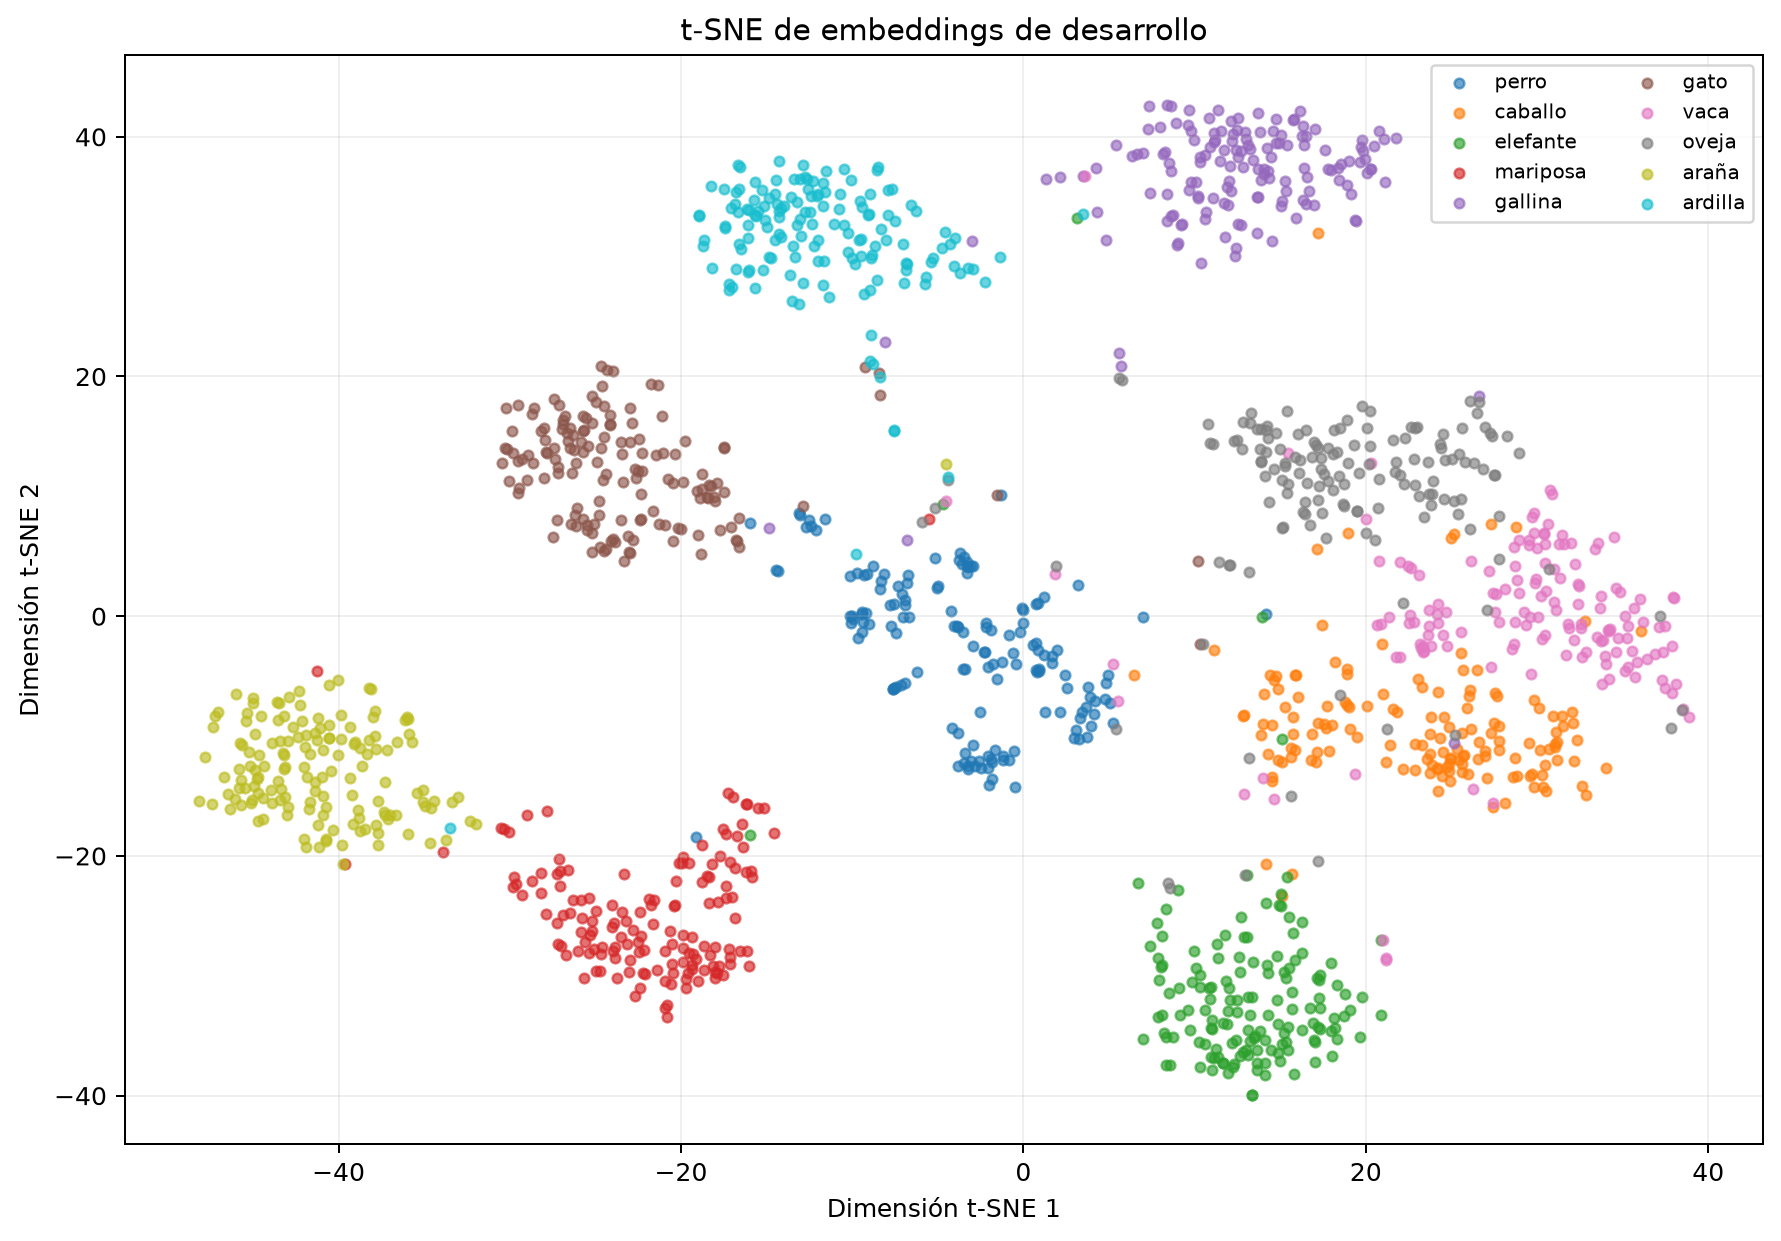 t-SNE de embeddings de desarrollo
perro
caballo
elefante
mariposa
gallina
gato
vaca
oveja
araña
ardilla
40
20
0
−20
−40
Dimensión t-SNE 2
−40
−20
0
20
40
Dimensión t-SNE 1